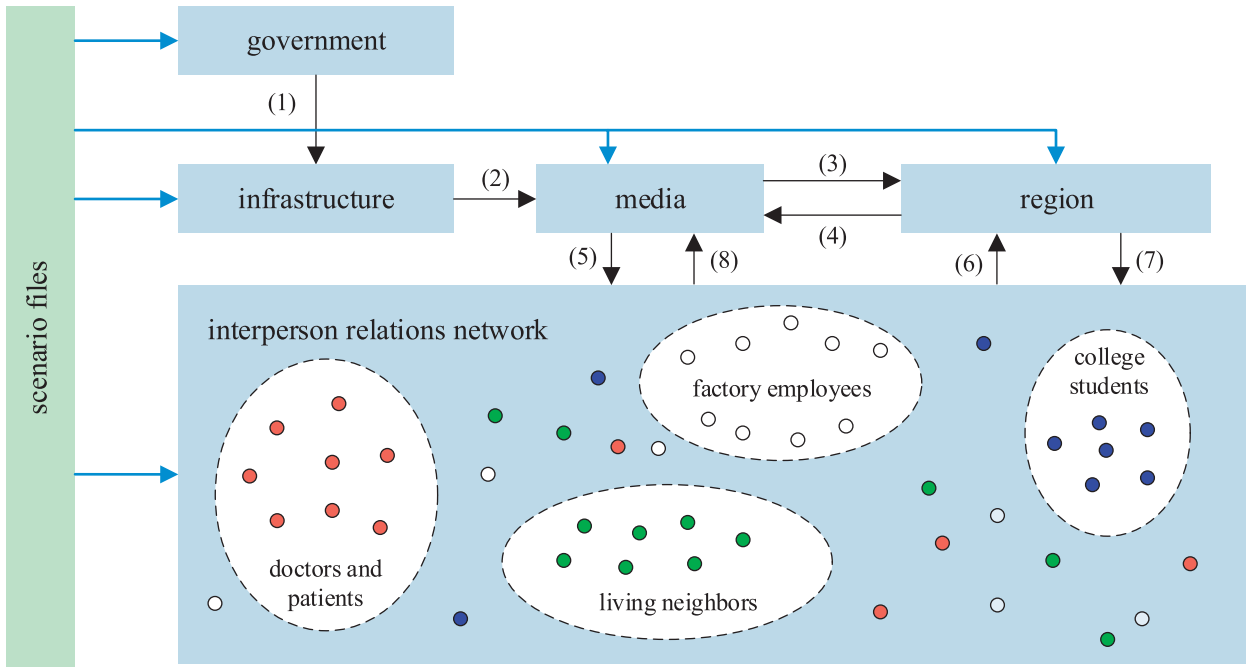 scenario files
government
(1)
infrastructure
(2)
media
(3)
(4)
region
(5)
(8)
(6)
(7)
interperson relations network
factory employees
college
students
doctors and
patients
living neighbors